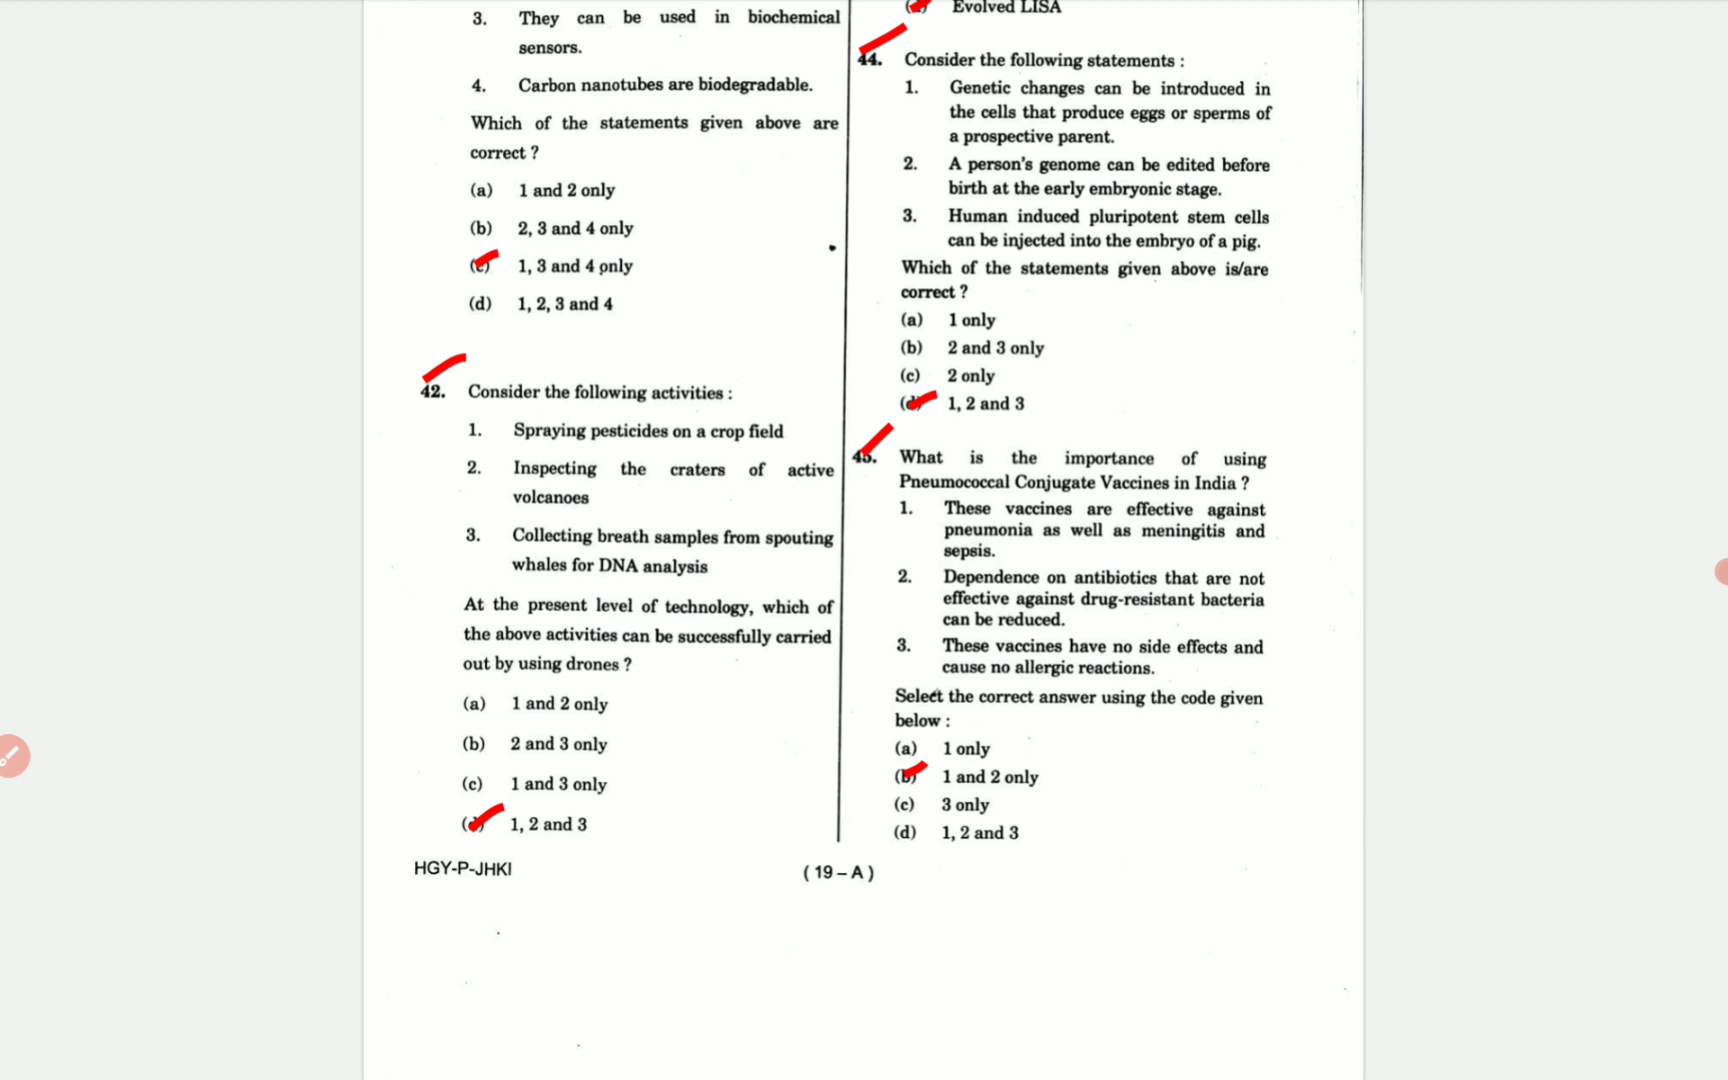 3. They can be used in biochemical
sensors.
4. Carbon nanotubes are biodegradable.
Which of the statements given above are
correct ?
(a) 1 and 2 only
(b) 2, 3 and 4 only
(c) 1, 3 and 4 only
(d) 1, 2, 3 and 4
42. Consider the following activities :
1. Spraying pesticides on a crop field
2. Inspecting the craters of active
volcanoes
3. Collecting breath samples from spouting
whales for DNA analysis
At the present level of technology, which of
the above activities can be successfully carried
out by using drones ?
(a) 1 and 2 only
(b) 2 and 3 only
(c) 1 and 3 only
(d) 1, 2 and 3
Evolved LISA
44. Consider the following statements :
1. Genetic changes can be introduced in
the cells that produce eggs or sperms of
a prospective parent.
2. A person's genome can be edited before
birth at the early embryonic stage.
3. Human induced pluripotent stem cells
can be injected into the embryo of a pig.
Which of the statements given above is/are
correct ?
(a) 1 only
(b) 2 and 3 only
(c) 2 only
(d) 1, 2 and 3
45. What is the importance of using
Pneumococcal Conjugate Vaccines in India ?
1. These vaccines are effective against
pneumonia as well as meningitis and
sepsis.
2. Dependence on antibiotics that are not
effective against drug-resistant bacteria
can be reduced.
3. These vaccines have no side effects and
cause no allergic reactions.
Select the correct answer using the code given
below :
(a) 1 only
(b) 1 and 2 only
(c) 3 only
(d) 1, 2 and 3
HGY-P-JHKI
( 19 – A )